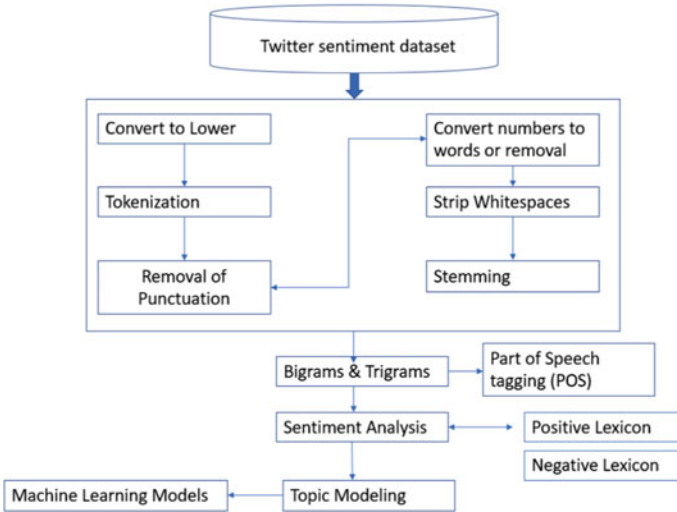 Twitter sentiment dataset
Convert to Lower
Tokenization
Removal of
Punctuation
Convert numbers to
words or removal
Strip Whitespaces
Stemming
Bigrams & Trigrams
Part of Speech
tagging (POS)
Sentiment Analysis
Positive Lexicon
Negative Lexicon
Machine Learning Models
Topic Modeling